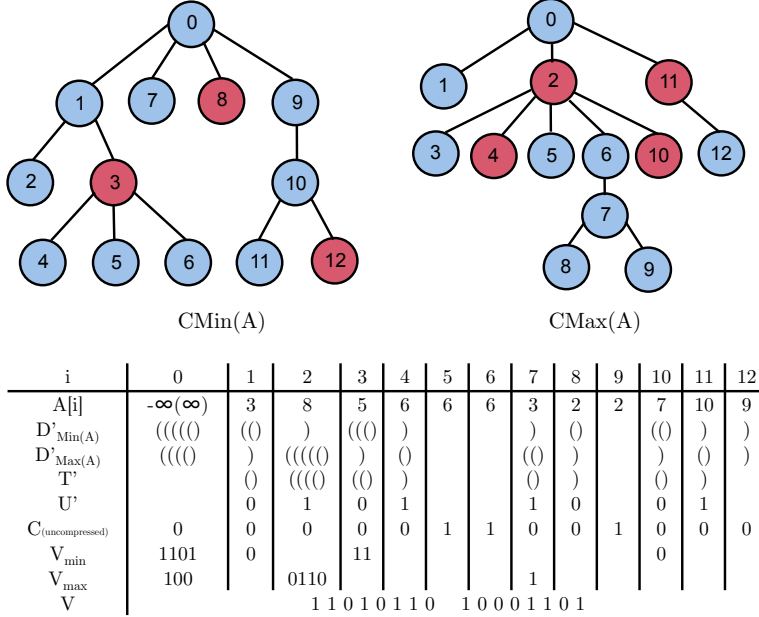 0
1 7 8 9
2 3 10
4 5 6 11 12
CMin(A)
0
1 2 11
3 4 5 6 10 12
7
8 9
CMax(A)
i 0 1 2 3 4 5 6 7 8 9 10 11 12
A[i] -∞(∞) 3 8 5 6 6 6 3 2 2 7 10 9
D'Min(A) ((((() (() ) ((() ) ) () (() ) )
D'Max(A) (((() ) ((((() ) () (() ) ) () )
T' () (((() (() ) () ) () )
U' 0 1 0 1 1 0 0 1
C(uncompressed) 0 0 0 0 0 1 1 0 0 1 0 0 0
Vmin 1101 0 11 0
Vmax 100 0110 1
V 1 1 0 1 0 1 1 0 1 0 0 0 1 1 0 1